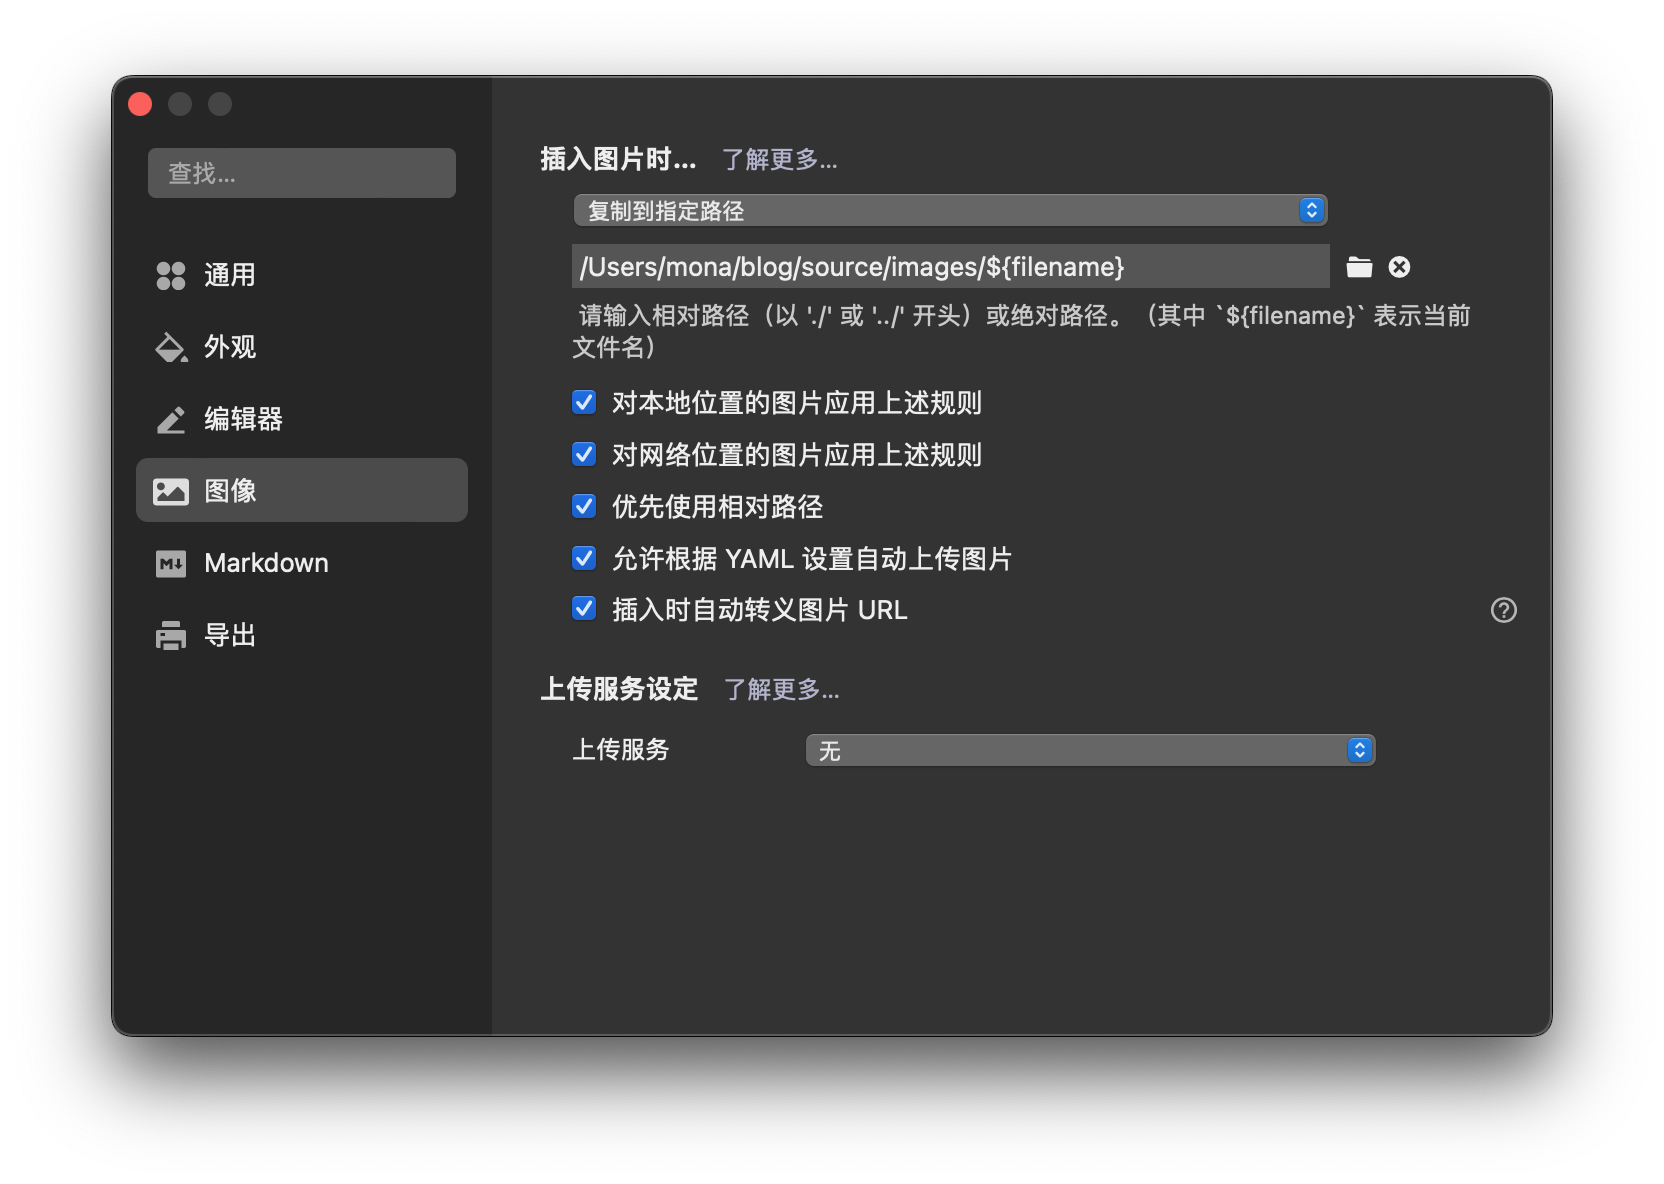 查找...
通用
外观
编辑器
图像
Markdown
导出
插入图片时... 了解更多...
复制到指定路径
/Users/mona/blog/source/images/${filename}
请输入相对路径（以 './' 或 '../' 开头）或绝对路径。（其中 `${filename}` 表示当前
文件名）
对本地位置的图片应用上述规则
对网络位置的图片应用上述规则
优先使用相对路径
允许根据 YAML 设置自动上传图片
插入时自动转义图片 URL
上传服务设定 了解更多...
上传服务 无